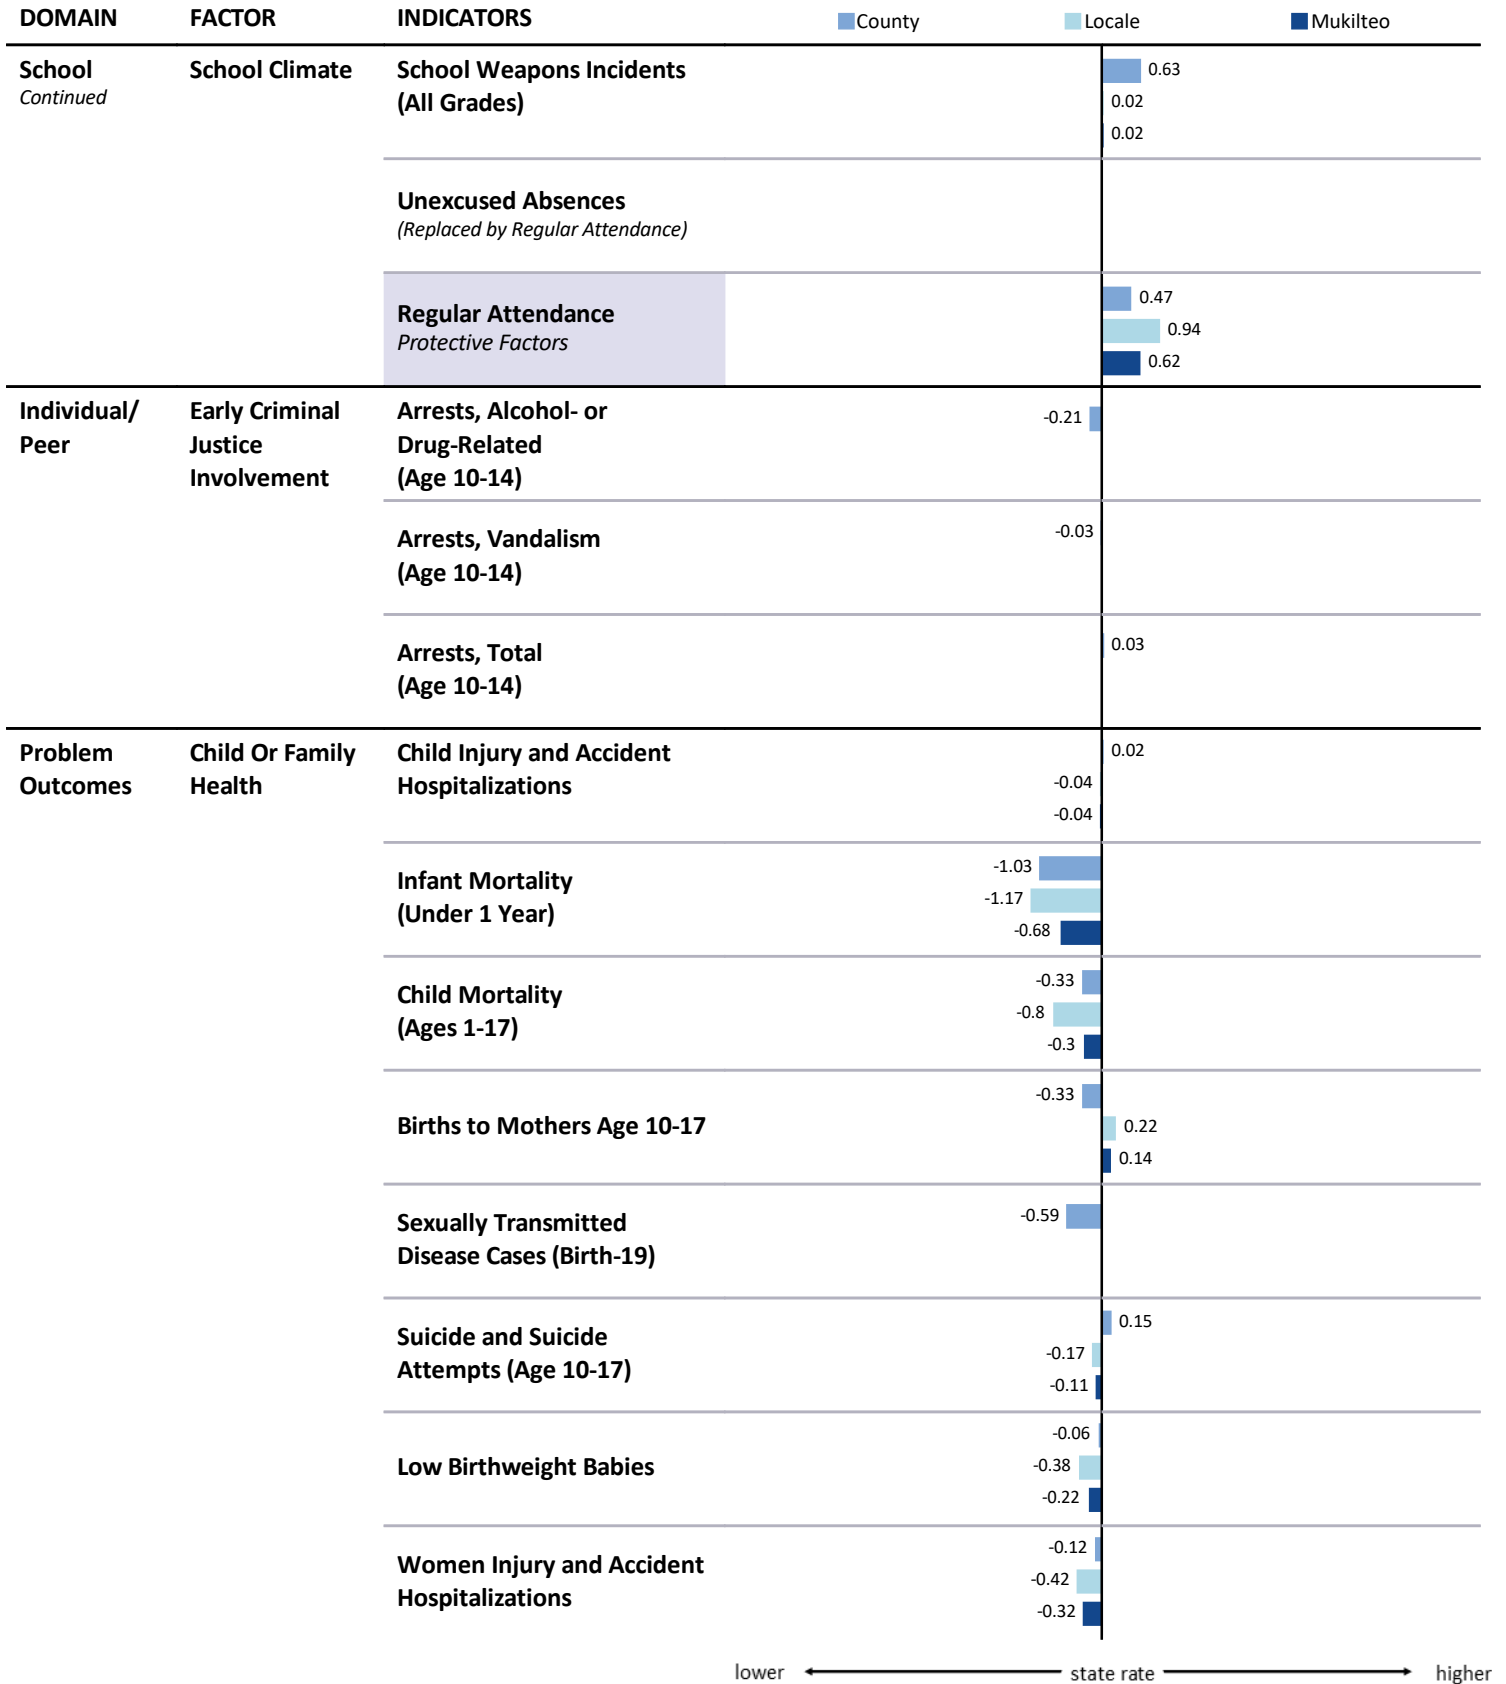 DOMAIN FACTOR INDICATORS County Locale Mukilteo
School School Climate School Weapons Incidents 0.63
Continued (All Grades) 0.02
0.02
Unexcused Absences
(Replaced by Regular Attendance)
0.47
Regular Attendance 0.94
Protective Factors
0.62
Individual/ Early Criminal Arrests, Alcohol- or -0.21
Peer Justice Drug-Related
Involvement (Age 10-14)
Arrests, Vandalism -0.03
(Age 10-14)
Arrests, Total 0.03
(Age 10-14)
Problem Child Or Family Child Injury and Accident 0.02
Outcomes Health Hospitalizations -0.04
-0.04
-1.03
Infant Mortality -1.17
(Under 1 Year)
-0.68
-0.33
Child Mortality -0.8
(Ages 1-17)
-0.3
-0.33
Births to Mothers Age 10-17 0.22
0.14
Sexually Transmitted -0.59
Disease Cases (Birth-19)
0.15
Suicide and Suicide -0.17
Attempts (Age 10-17)
-0.11
-0.06
Low Birthweight Babies -0.38
-0.22
-0.12
Women Injury and Accident -0.42
Hospitalizations -0.32
lower state rate higher